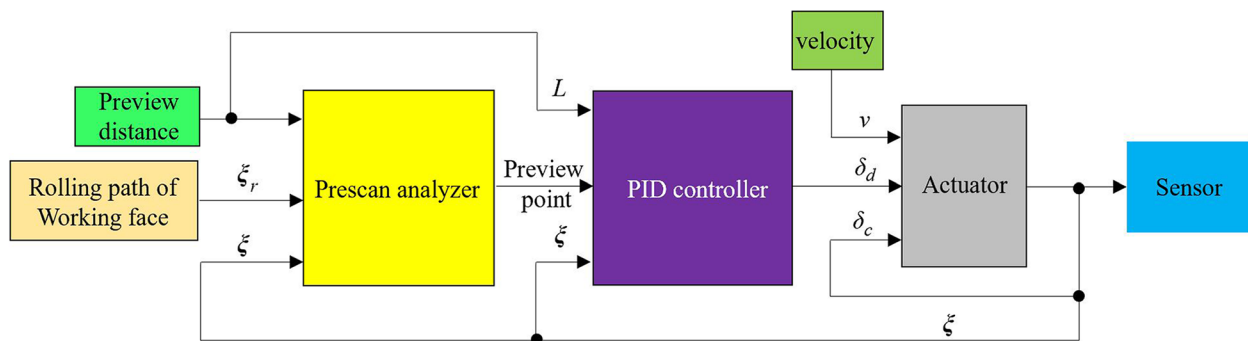 velocity
Preview
distance
L
v
Rolling path of
Working face
ξr
Prescan analyzer
Preview
point
PID controller
δd
Actuator
Sensor
ξ
ξ
δc
ξ